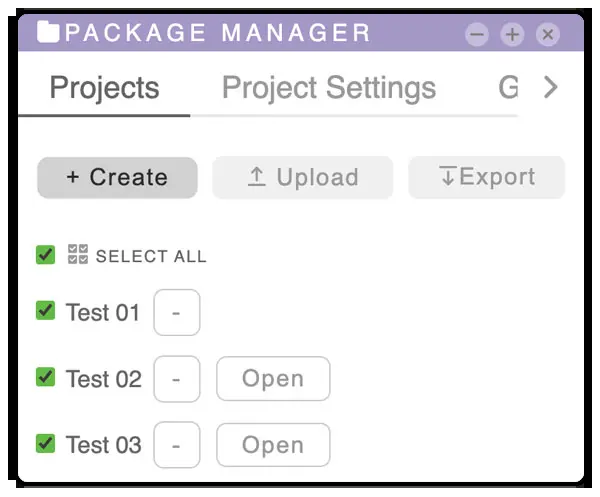 PACKAGE MANAGER
Projects Project Settings G
+ Create Upload Export
SELECT ALL
Test 01 -
Test 02 - Open
Test 03 - Open